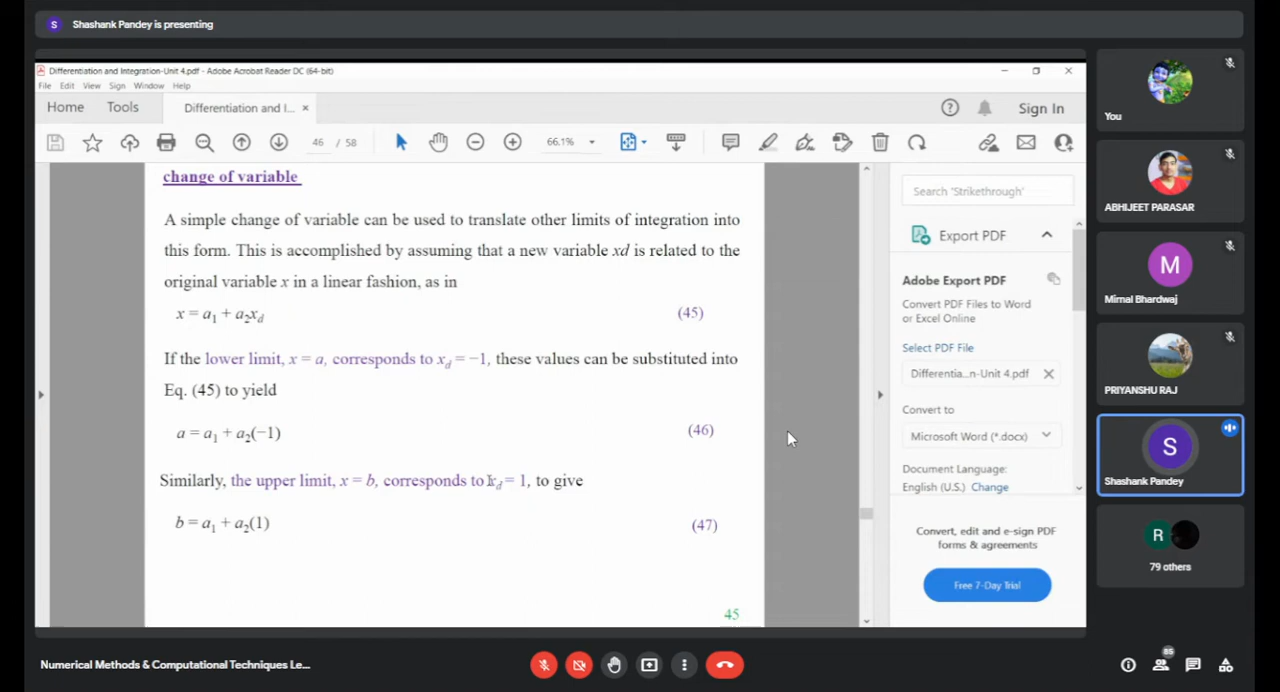 S Shashank Pandey is presenting
Differentiation and Integration-Unit 4.pdf - Adobe Acrobat Reader DC (64-bit)
File Edit View Sign Window Help
Home Tools Differentiation and I... × Sign In
46 / 58 66.1%
change of variable
A simple change of variable can be used to translate other limits of integration into
this form. This is accomplished by assuming that a new variable xd is related to the
original variable x in a linear fashion, as in
x = a₁ + a₂x_d (45)
If the lower limit, x = a, corresponds to x_d = −1, these values can be substituted into
Eq. (45) to yield
a = a₁ + a₂(−1) (46)
Similarly, the upper limit, x = b, corresponds to x_d = 1, to give
b = a₁ + a₂(1) (47)
45
Search 'Strikethrough'
Export PDF
Adobe Export PDF
Convert PDF Files to Word
or Excel Online
Select PDF File
Differentia...n-Unit 4.pdf ×
Convert to
Microsoft Word (*.docx)
Document Language:
English (U.S.) Change
Convert, edit and e-sign PDF
forms & agreements
Free 7-Day Trial
You
ABHIJEET PARASAR
M
Mirnal Bhardwaj
PRIYANSHU RAJ
S
Shashank Pandey
R
79 others
Numerical Methods & Computational Techniques Le...
85